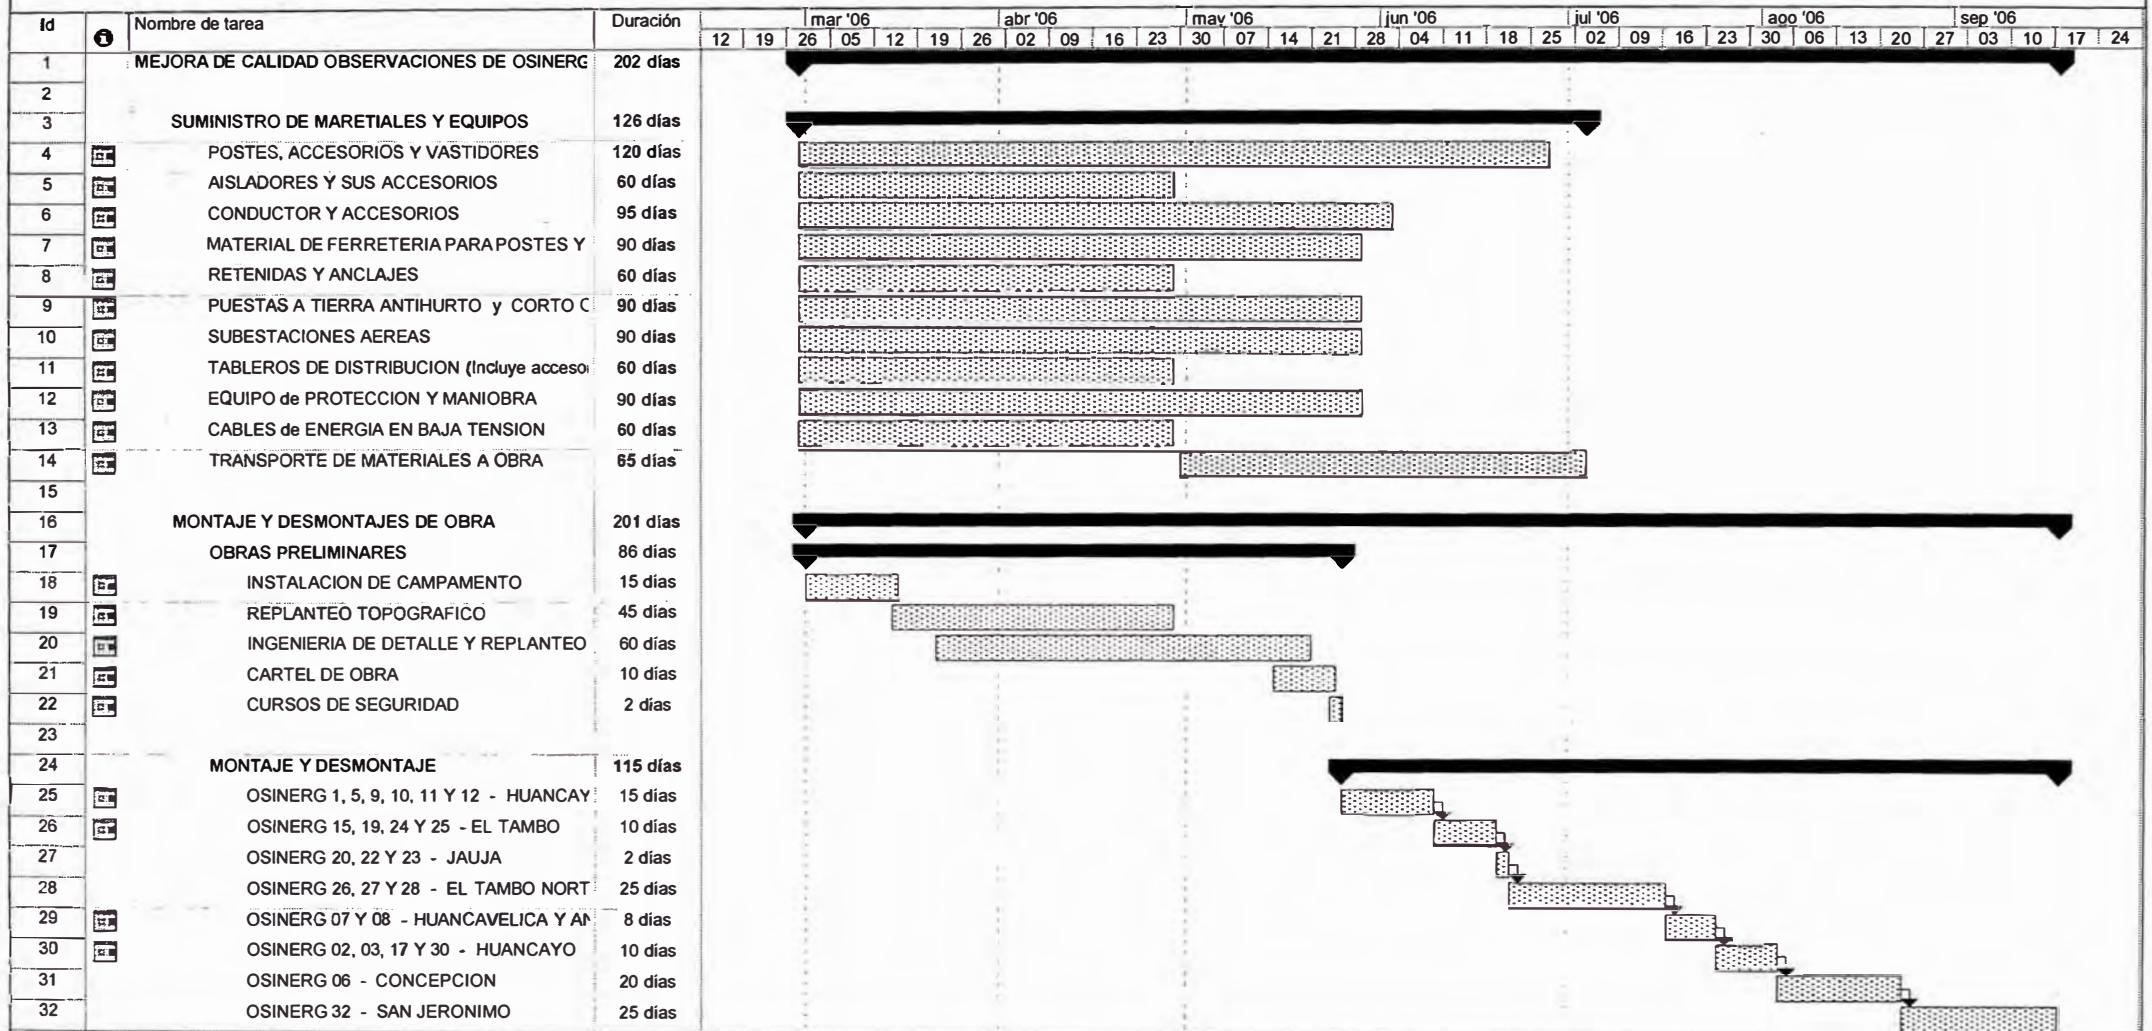 Id Nombre de tarea Duración mar '06 abr '06 may '06 jun '06 jul '06 ago '06 sep '06
12 19 26 05 12 19 26 02 09 16 23 30 07 14 21 28 04 11 18 25 02 09 16 23 30 06 13 20 27 03 10 17 24
1 MEJORA DE CALIDAD OBSERVACIONES DE OSINERG 202 días
2
3 SUMINISTRO DE MARETIALES Y EQUIPOS 126 días
4 POSTES, ACCESORIOS Y VASTIDORES 120 días
5 AISLADORES Y SUS ACCESORIOS 60 días
6 CONDUCTOR Y ACCESORIOS 95 días
7 MATERIAL DE FERRETERIA PARA POSTES Y 90 días
8 RETENIDAS Y ANCLAJES 60 días
9 PUESTAS A TIERRA ANTIHURTO y CORTO C 90 días
10 SUBESTACIONES AEREAS 90 días
11 TABLEROS DE DISTRIBUCION (Incluye acceso 60 días
12 EQUIPO de PROTECCION Y MANIOBRA 90 días
13 CABLES de ENERGIA EN BAJA TENSION 60 días
14 TRANSPORTE DE MATERIALES A OBRA 65 días
15
16 MONTAJE Y DESMONTAJES DE OBRA 201 días
17 OBRAS PRELIMINARES 86 días
18 INSTALACION DE CAMPAMENTO 15 días
19 REPLANTEO TOPOGRAFICO 45 días
20 INGENIERIA DE DETALLE Y REPLANTEO 60 días
21 CARTEL DE OBRA 10 días
22 CURSOS DE SEGURIDAD 2 días
23
24 MONTAJE Y DESMONTAJE 115 días
25 OSINERG 1, 5, 9, 10, 11 Y 12 - HUANCAY 15 días
26 OSINERG 15, 19, 24 Y 25 - EL TAMBO 10 días
27 OSINERG 20, 22 Y 23 - JAUJA 2 días
28 OSINERG 26, 27 Y 28 - EL TAMBO NORT 25 días
29 OSINERG 07 Y 08 - HUANCAVELICA Y AN 8 días
30 OSINERG 02, 03, 17 Y 30 - HUANCAYO 10 días
31 OSINERG 06 - CONCEPCION 20 días
32 OSINERG 32 - SAN JERONIMO 25 días